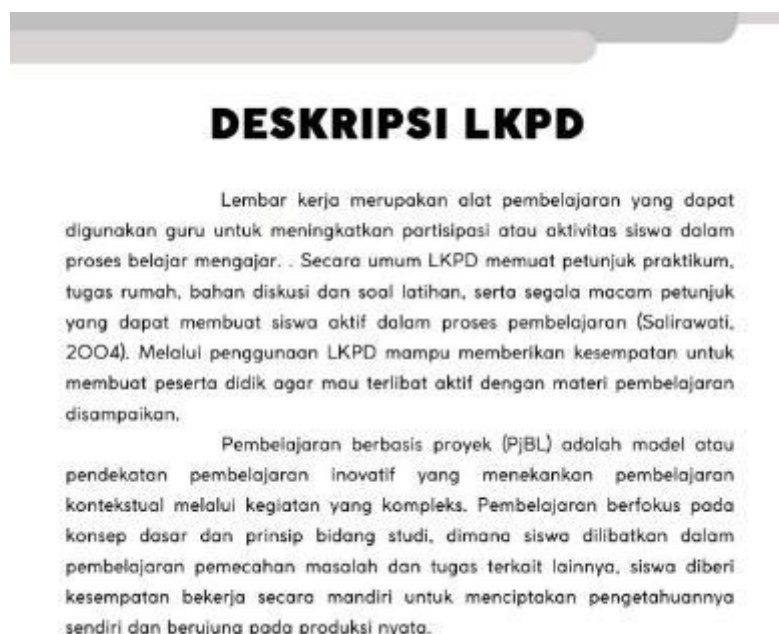 DESKRIPSI LKPD
Lembar kerja merupakan alat pembelajaran yang dapat
digunakan guru untuk meningkatkan partisipasi atau aktivitas siswa dalam
proses belajar mengajar. . Secara umum LKPD memuat petunjuk praktikum,
tugas rumah, bahan diskusi dan soal latihan, serta segala macam petunjuk
yang dapat membuat siswa aktif dalam proses pembelajaran (Salirawati,
2004). Melalui penggunaan LKPD mampu memberikan kesempatan untuk
membuat peserta didik agar mau terlibat aktif dengan materi pembelajaran
disampaikan.
Pembelajaran berbasis proyek (PjBL) adalah model atau
pendekatan pembelajaran inovatif yang menekankan pembelajaran
kontekstual melalui kegiatan yang kompleks. Pembelajaran berfokus pada
konsep dasar dan prinsip bidang studi, dimana siswa dilibatkan dalam
pembelajaran pemecahan masalah dan tugas terkait lainnya, siswa diberi
kesempatan bekerja secara mandiri untuk menciptakan pengetahuannya
sendiri dan berujung pada produksi nyata.